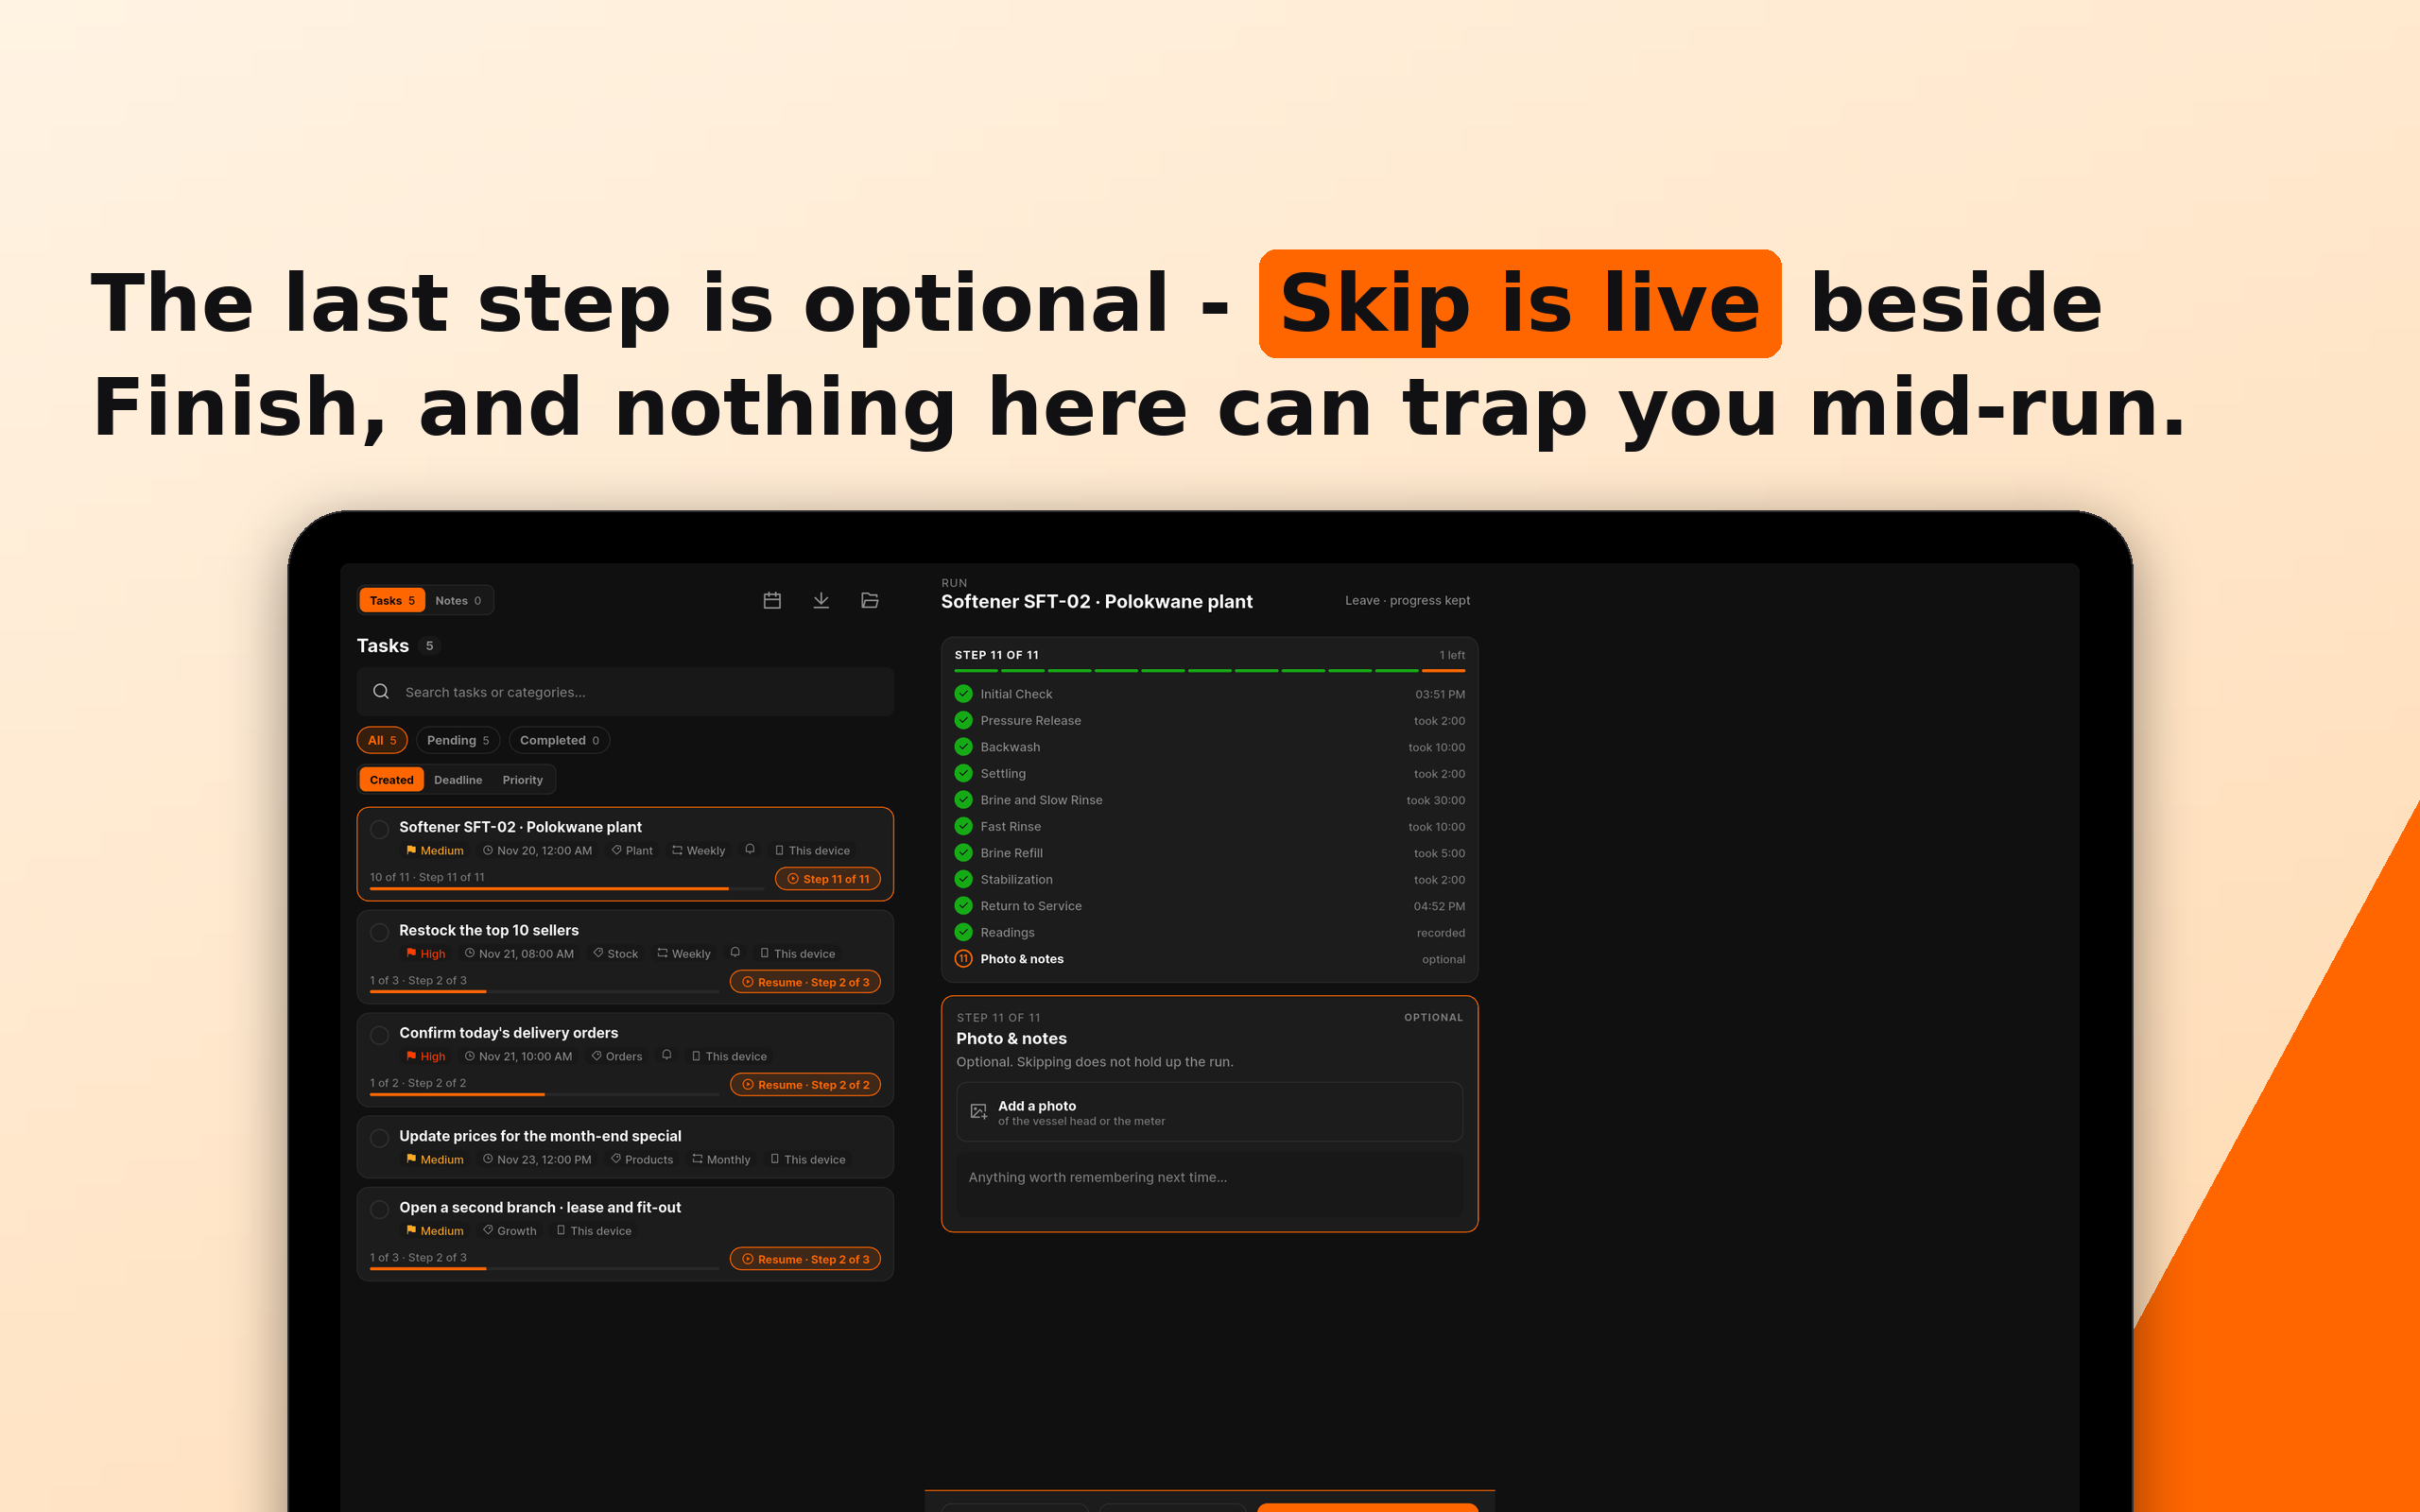 The last step is optional - Skip is live beside
Finish, and nothing here can trap you mid-run.
Tasks 5 Notes 0
Tasks 5
Search tasks or categories...
All 5 Pending 5 Completed 0
Created Deadline Priority
Softener SFT-02 · Polokwane plant
Medium Nov 20, 12:00 AM Plant Weekly This device
10 of 11 · Step 11 of 11 Step 11 of 11
Restock the top 10 sellers
High Nov 21, 08:00 AM Stock Weekly This device
1 of 3 · Step 2 of 3 Resume · Step 2 of 3
Confirm today's delivery orders
High Nov 21, 10:00 AM Orders This device
1 of 2 · Step 2 of 2 Resume · Step 2 of 2
Update prices for the month-end special
Medium Nov 23, 12:00 PM Products Monthly This device
Open a second branch · lease and fit-out
Medium Growth This device
1 of 3 · Step 2 of 3 Resume · Step 2 of 3
RUN
Softener SFT-02 · Polokwane plant Leave · progress kept
STEP 11 OF 11 1 left
Initial Check 03:51 PM
Pressure Release took 2:00
Backwash took 10:00
Settling took 2:00
Brine and Slow Rinse took 30:00
Fast Rinse took 10:00
Brine Refill took 5:00
Stabilization took 2:00
Return to Service 04:52 PM
Readings recorded
11 Photo & notes optional
STEP 11 OF 11 OPTIONAL
Photo & notes
Optional. Skipping does not hold up the run.
Add a photo
of the vessel head or the meter
Anything worth remembering next time...